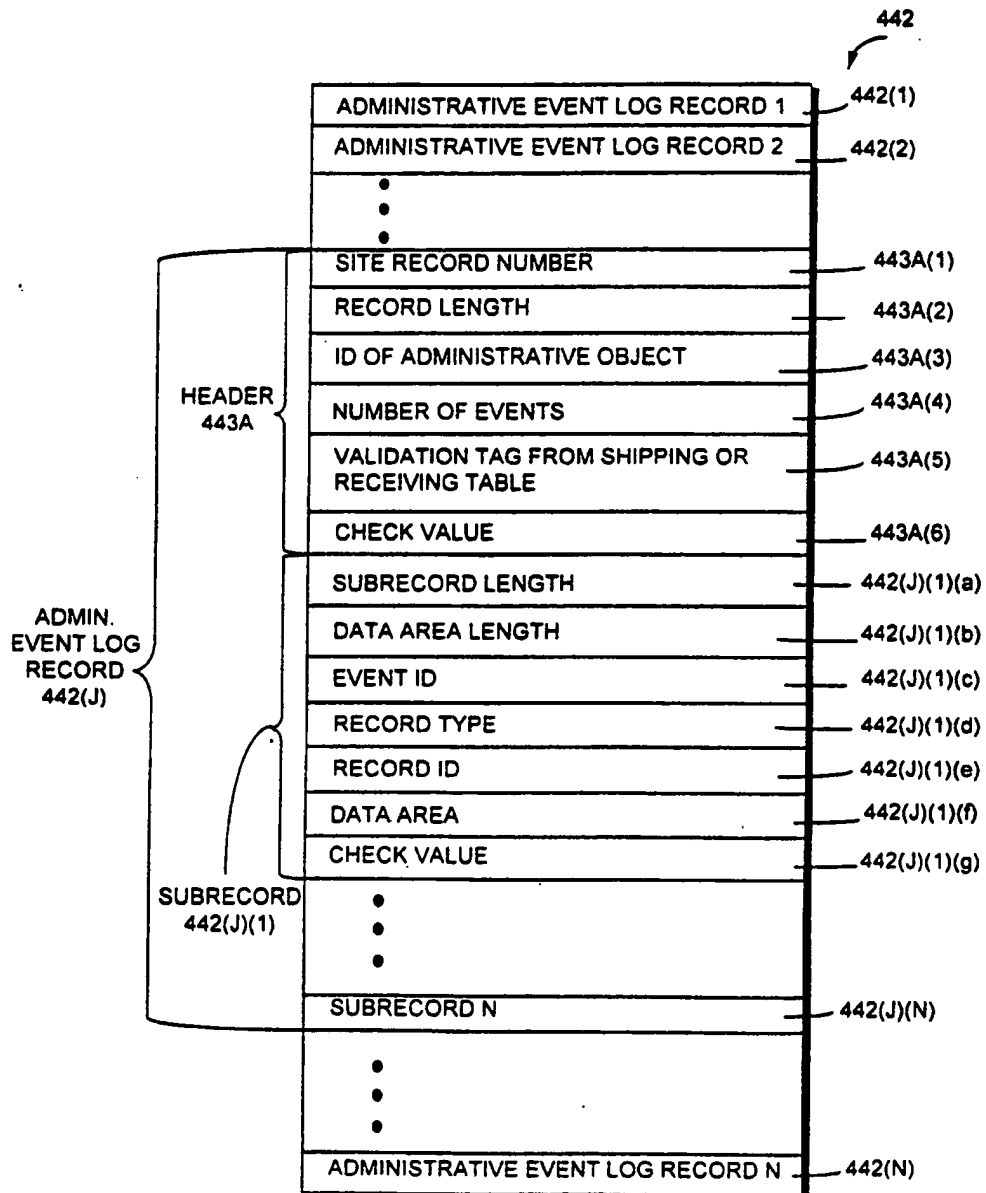 442
ADMINISTRATIVE EVENT LOG RECORD 1 442(1)
ADMINISTRATIVE EVENT LOG RECORD 2 442(2)
SITE RECORD NUMBER 443A(1)
RECORD LENGTH 443A(2)
ID OF ADMINISTRATIVE OBJECT 443A(3)
HEADER
443A
NUMBER OF EVENTS 443A(4)
VALIDATION TAG FROM SHIPPING OR
RECEIVING TABLE 443A(5)
CHECK VALUE 443A(6)
ADMIN.
EVENT LOG
RECORD
442(J)
SUBRECORD LENGTH 442(J)(1)(a)
DATA AREA LENGTH 442(J)(1)(b)
EVENT ID 442(J)(1)(c)
RECORD TYPE 442(J)(1)(d)
RECORD ID 442(J)(1)(e)
DATA AREA 442(J)(1)(f)
CHECK VALUE 442(J)(1)(g)
SUBRECORD
442(J)(1)
SUBRECORD N 442(J)(N)
ADMINISTRATIVE EVENT LOG RECORD N 442(N)